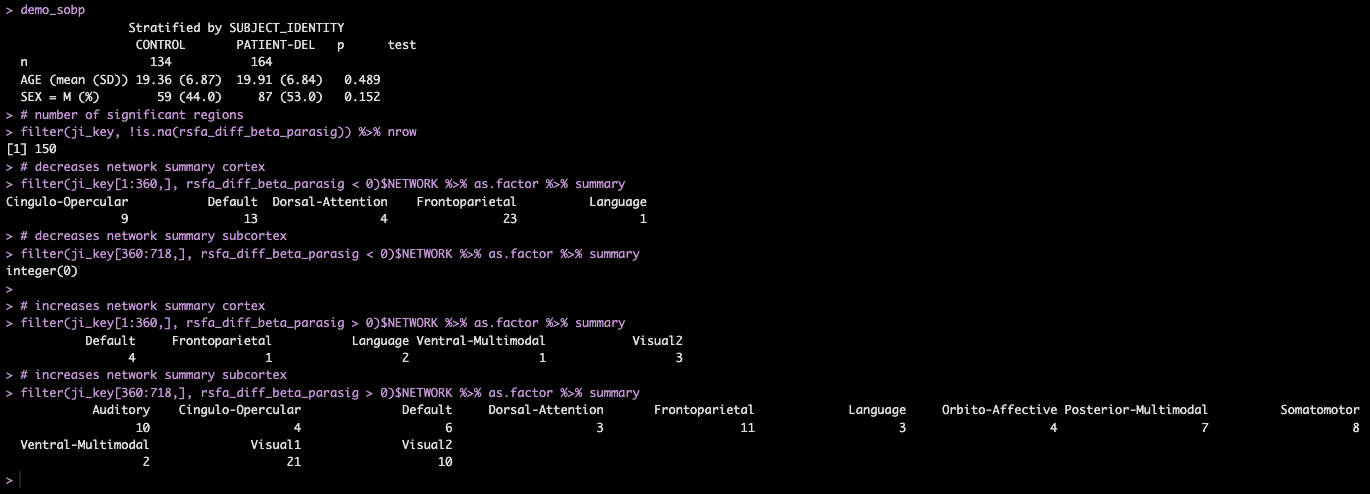 > demo_sobp
Stratified by SUBJECT_IDENTITY
CONTROL PATIENT-DEL p test
n 134 164
AGE (mean (SD)) 19.36 (6.87) 19.91 (6.84) 0.489
SEX = M (%) 59 (44.0) 87 (53.0) 0.152
> # number of significant regions
> filter(ji_key, !is.na(rsfa_diff_beta_parasig)) %>% nrow
[1] 150
> # decreases network summary cortex
> filter(ji_key[1:360,], rsfa_diff_beta_parasig < 0)$NETWORK %>% as.factor %>% summary
Cingulo-Opercular Default Dorsal-Attention Frontoparietal Language
9 13 4 23 1
> # decreases network summary subcortex
> filter(ji_key[360:718,], rsfa_diff_beta_parasig < 0)$NETWORK %>% as.factor %>% summary
integer(0)
>
> # increases network summary cortex
> filter(ji_key[1:360,], rsfa_diff_beta_parasig > 0)$NETWORK %>% as.factor %>% summary
Default Frontoparietal Language Ventral-Multimodal Visual2
4 1 2 1 3
> # increases network summary subcortex
> filter(ji_key[360:718,], rsfa_diff_beta_parasig > 0)$NETWORK %>% as.factor %>% summary
Auditory Cingulo-Opercular Default Dorsal-Attention Frontoparietal Language Orbito-Affective Posterior-Multimodal Somatomotor
10 4 6 3 11 3 4 7 8
Ventral-Multimodal Visual1 Visual2
2 21 10
>